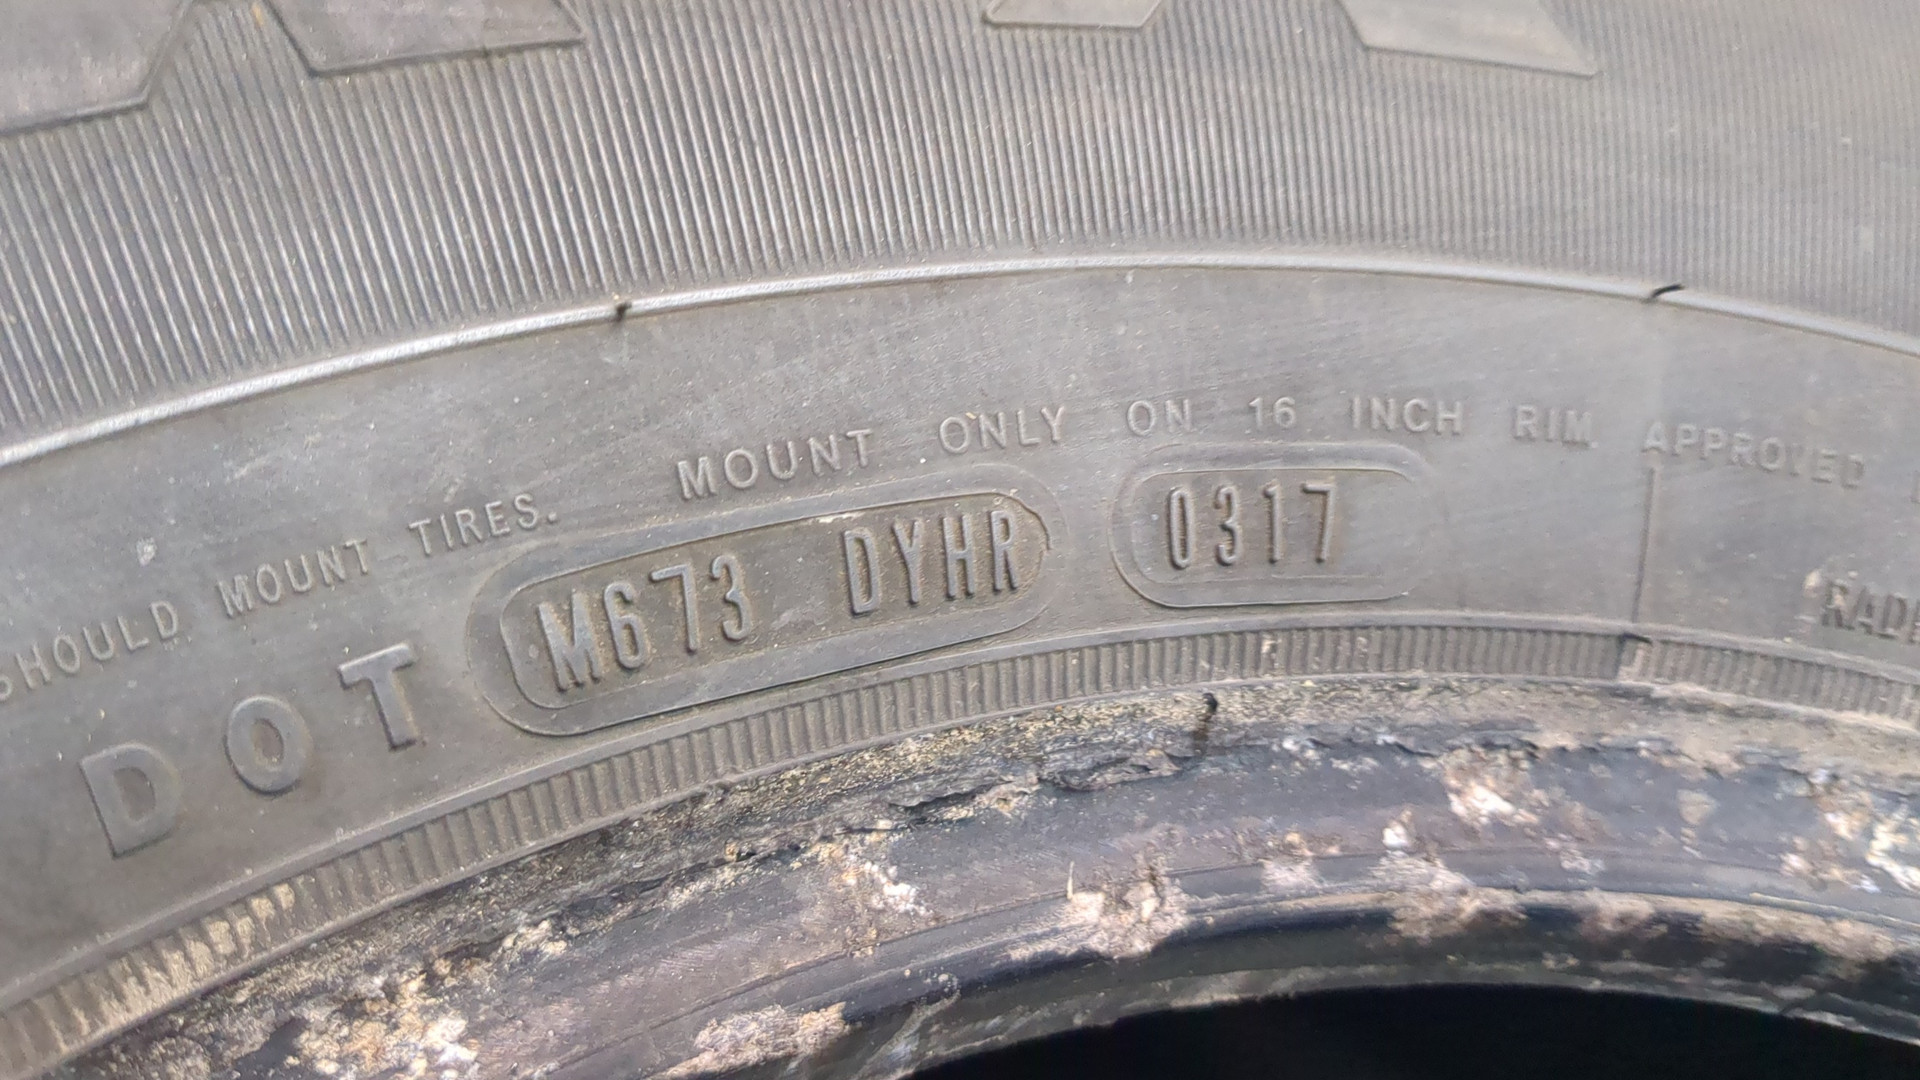 SHOULD MOUNT TIRES. MOUNT ONLY ON 16 INCH RIM APPROVED
DOT M673 DYHR 0317